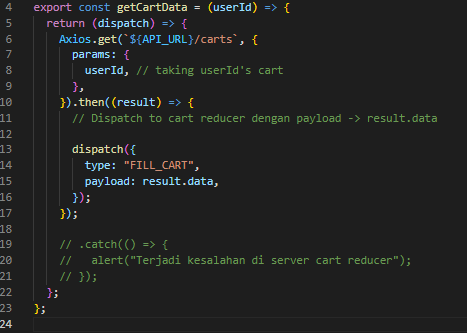 4 export const getCartData = (userId) => {
5   return (dispatch) => {
6     Axios.get(`${API_URL}/carts`, {
7       params: {
8         userId, // taking userId's cart
9       },
10     }).then((result) => {
11       // Dispatch to cart reducer dengan payload -> result.data
12
13       dispatch({
14         type: "FILL_CART",
15         payload: result.data,
16       });
17     });
18
19     // .catch(() => {
20     //   alert("Terjadi kesalahan di server cart reducer");
21     // });
22   };
23 };
24